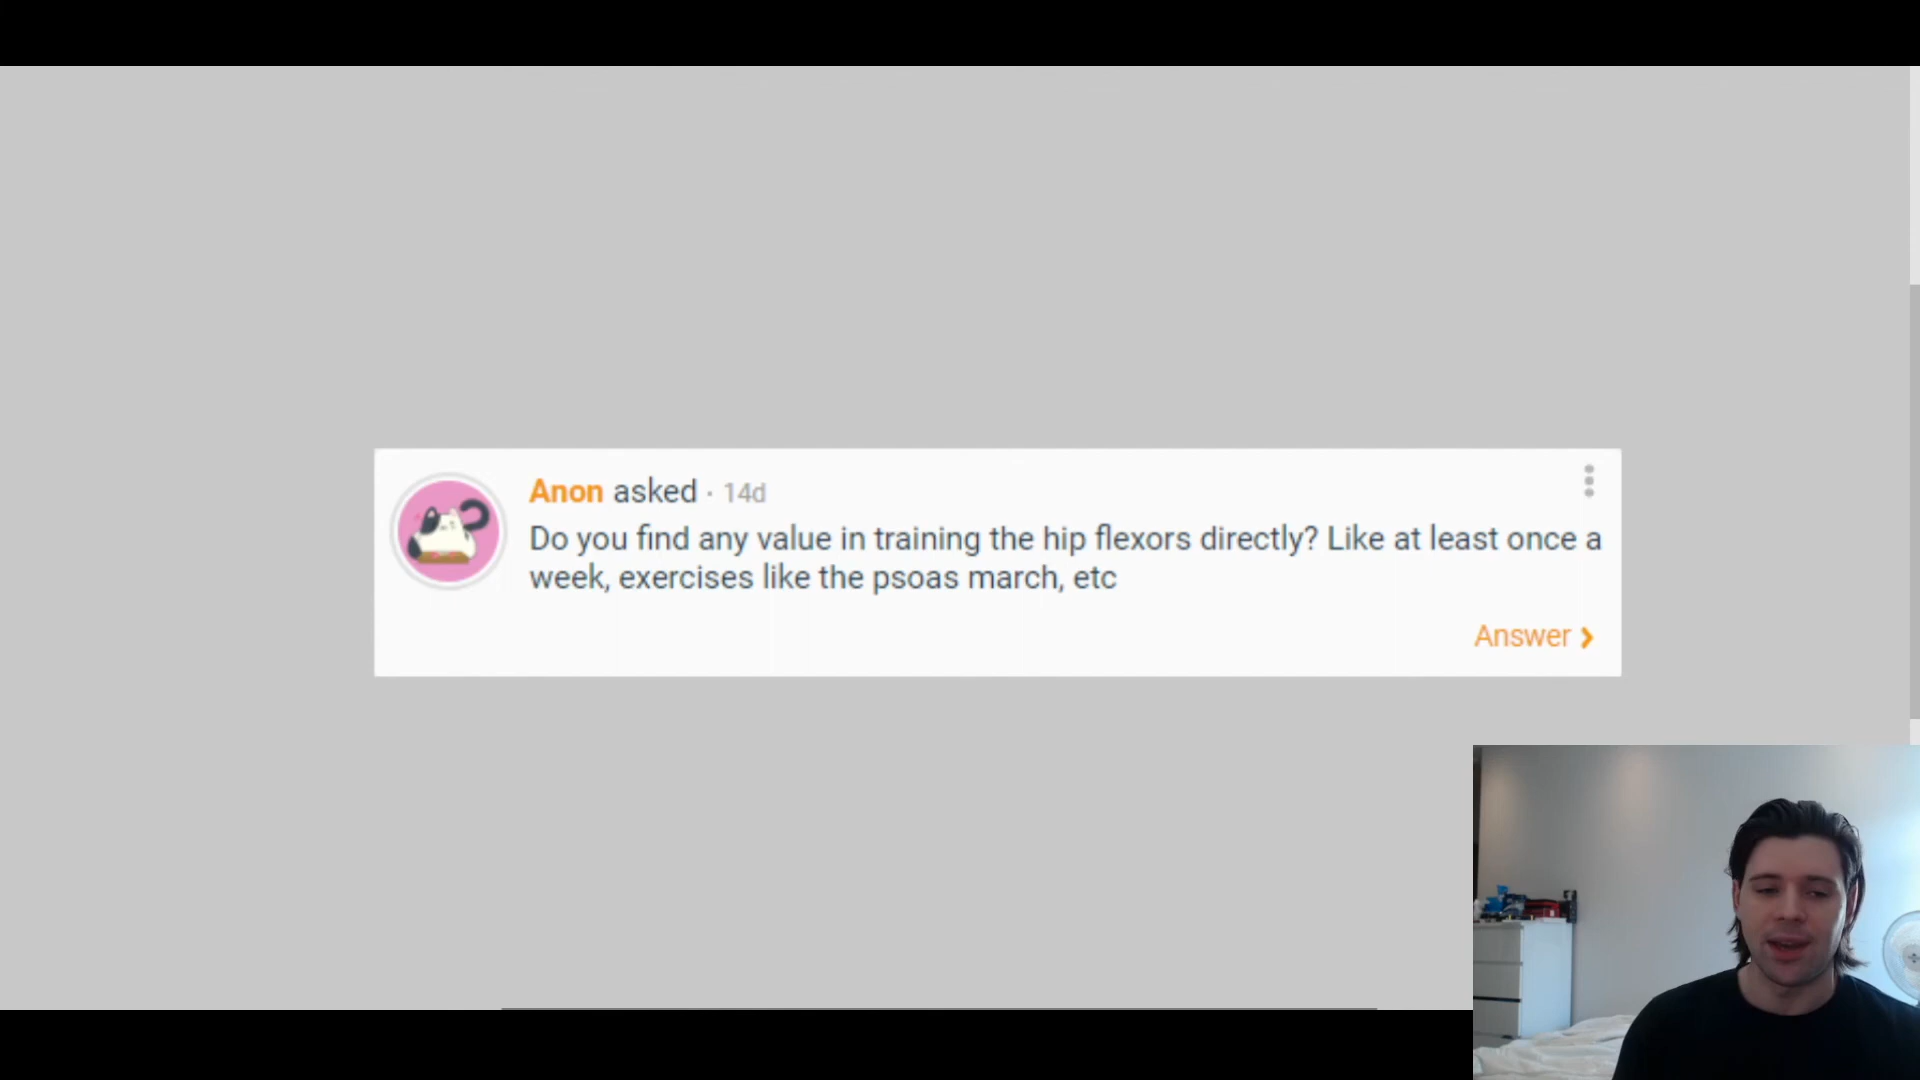 Anon asked · 14d
Do you find any value in training the hip flexors directly? Like at least once a
week, exercises like the psoas march, etc
Answer